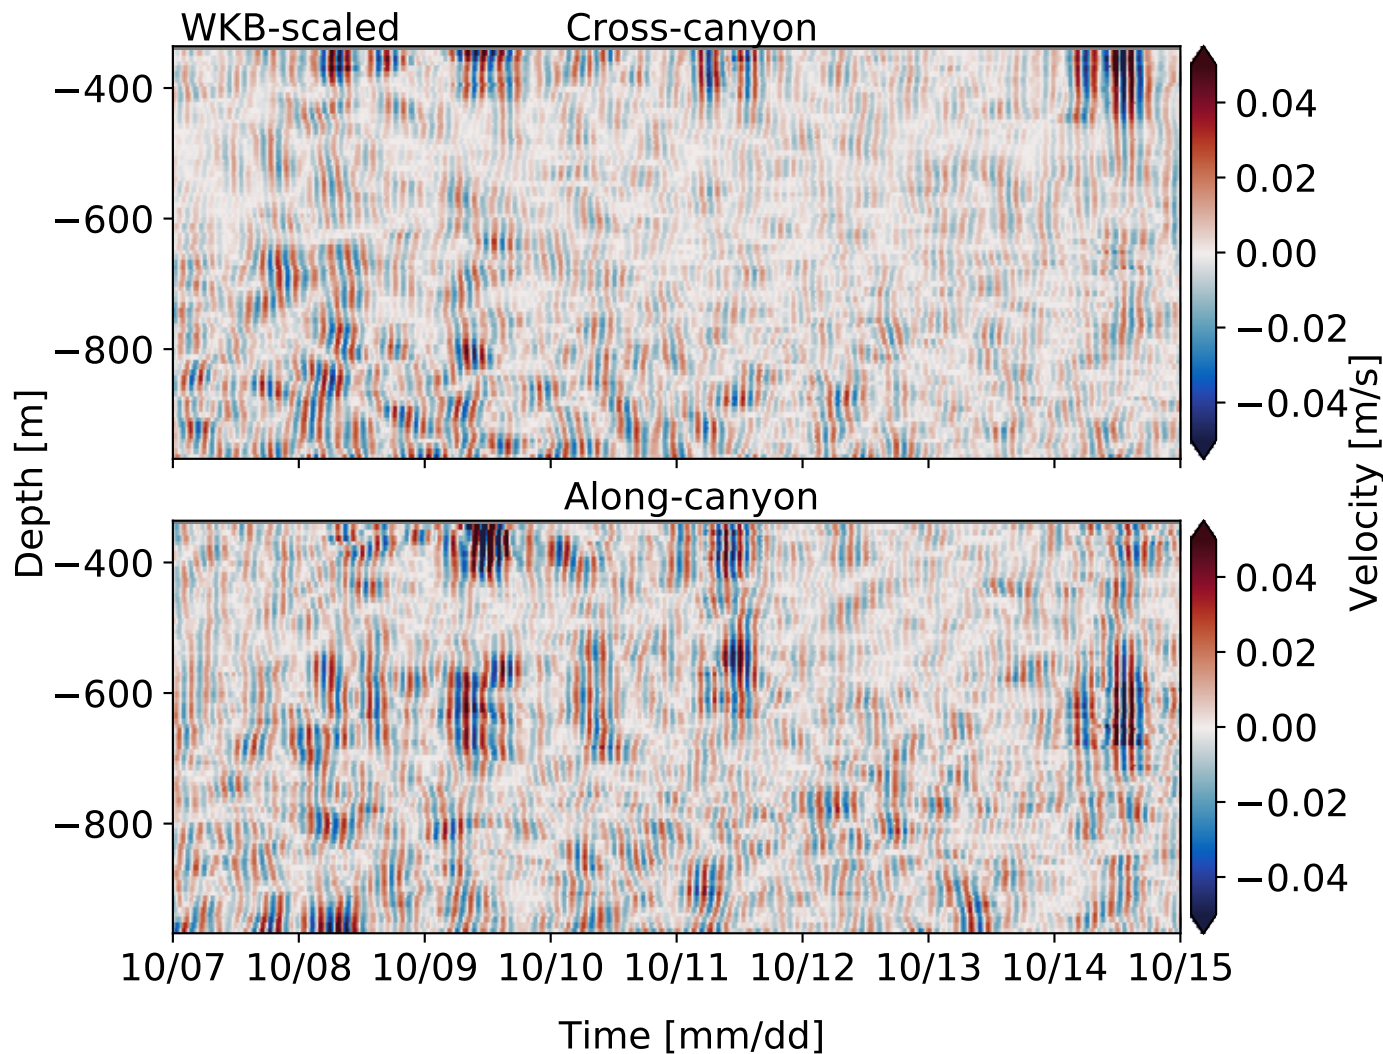 WKB-scaled Cross-canyon
−400
−600
−800
0.04
0.02
0.00
−0.02
−0.04
Depth [m]
Velocity [m/s]
Along-canyon
−400
−600
−800
0.04
0.02
0.00
−0.02
−0.04
10/07 10/08 10/09 10/10 10/11 10/12 10/13 10/14 10/15
Time [mm/dd]